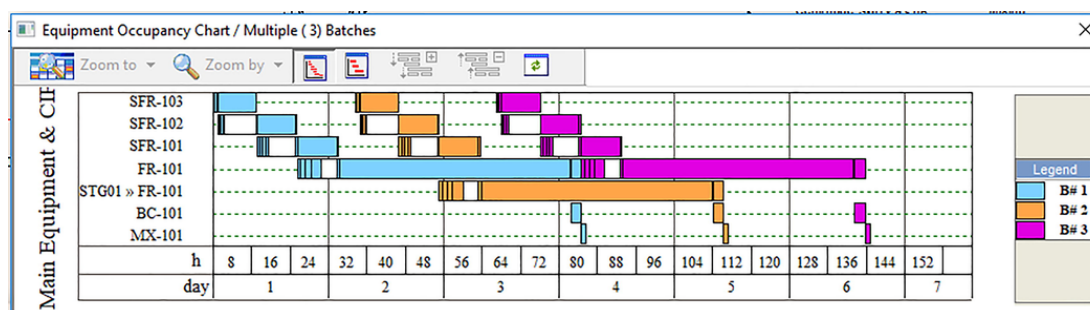 Equipment Occupancy Chart / Multiple ( 3) Batches
Zoom to
Zoom by
Main Equipment & CIP
SFR-103
SFR-102
SFR-101
FR-101
STG01 » FR-101
BC-101
MX-101
h 8 16 24 32 40 48 56 64 72 80 88 96 104 112 120 128 136 144 152
day 1 2 3 4 5 6 7
Legend
B# 1
B# 2
B# 3